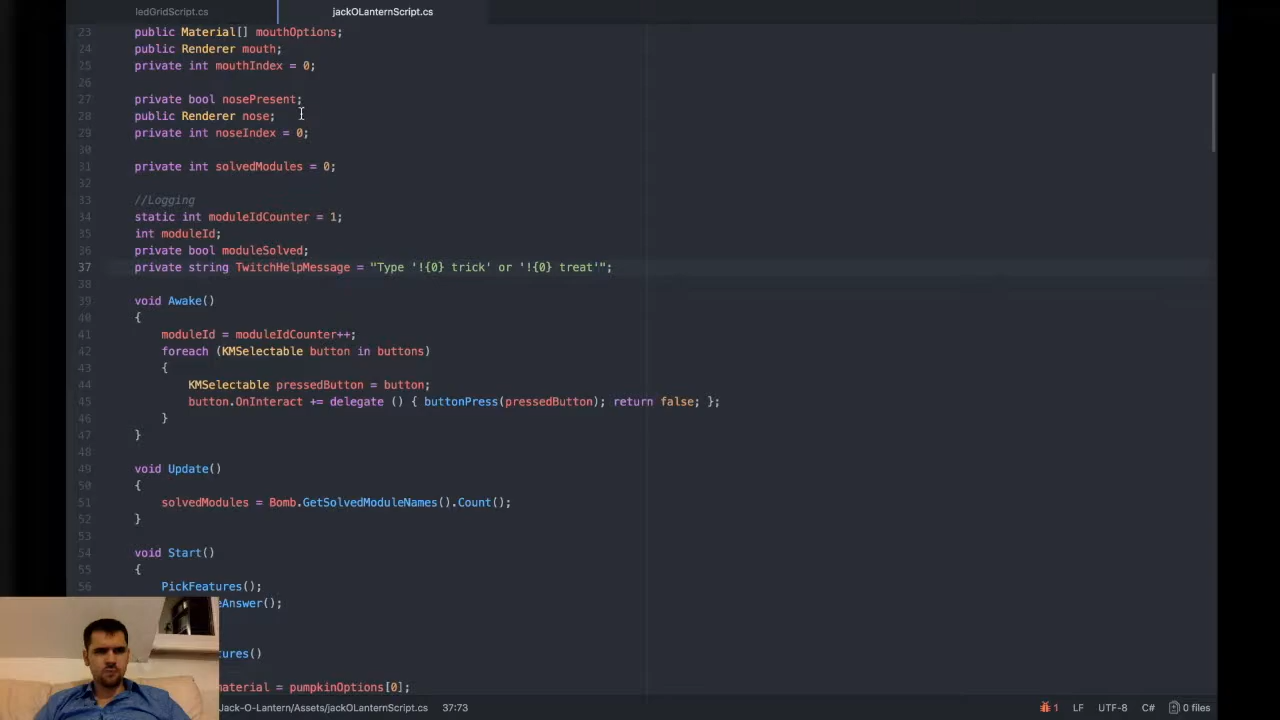 ledGridScript.cs
jackOLanternScript.cs
23 public Material[] mouthOptions;
24 public Renderer mouth;
25 private int mouthIndex = 0;
26
27 private bool nosePresent;
28 public Renderer nose;
29 private int noseIndex = 0;
30
31 private int solvedModules = 0;
32
33 //Logging
34 static int moduleIdCounter = 1;
35 int moduleId;
36 private bool moduleSolved;
37 private string TwitchHelpMessage = "Type '!{0} trick' or '!{0} treat'";
38
39 void Awake()
40 {
41 moduleId = moduleIdCounter++;
42 foreach (KMSelectable button in buttons)
43 {
44 KMSelectable pressedButton = button;
45 button.OnInteract += delegate () { buttonPress(pressedButton); return false; };
46 }
47 }
48
49 void Update()
50 {
51 solvedModules = Bomb.GetSolvedModuleNames().Count();
52 }
53
54 void Start()
55 {
56 PickFeatures();
eAnswer();
tures()
material = pumpkinOptions[0];
Jack-O-Lantern/Assets/jackOLanternScript.cs 37:73 1 LF UTF-8 C# 0 files